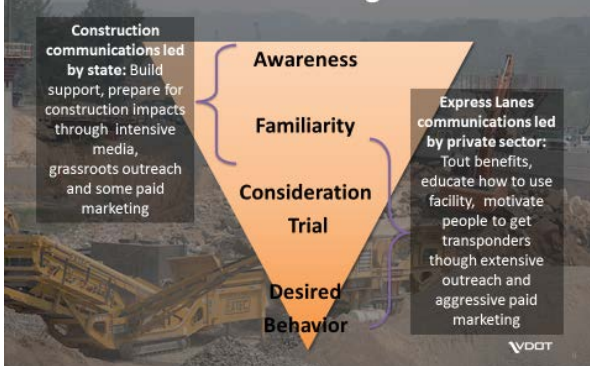 Construction
communications led
by state: Build
support, prepare for
construction impacts
through intensive
media,
grassroots outreach
and some paid
marketing
Awareness
Familiarity
Consideration
Trial
Desired
Behavior
Express Lanes
communications led
by private sector:
Tout benefits,
educate how to use
facility, motivate
people to get
transponders
though extensive
outreach and
aggressive paid
marketing
VDOT